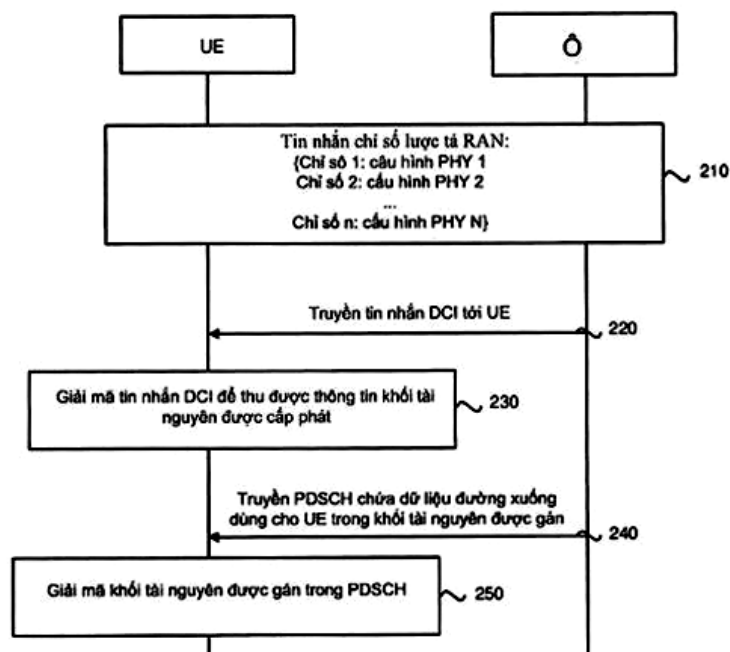 UE
Ô
Tin nhắn chỉ số lược tả RAN:
{Chỉ số 1: cấu hình PHY 1
Chỉ số 2: cấu hình PHY 2
...
Chỉ số n: cấu hình PHY N}
210
Truyền tin nhắn DCI tới UE
220
Giải mã tin nhắn DCI để thu được thông tin khối tài
nguyên được cấp phát
230
Truyền PDSCH chứa dữ liệu đường xuống
dùng cho UE trong khối tài nguyên được gán
240
Giải mã khối tài nguyên được gán trong PDSCH
250